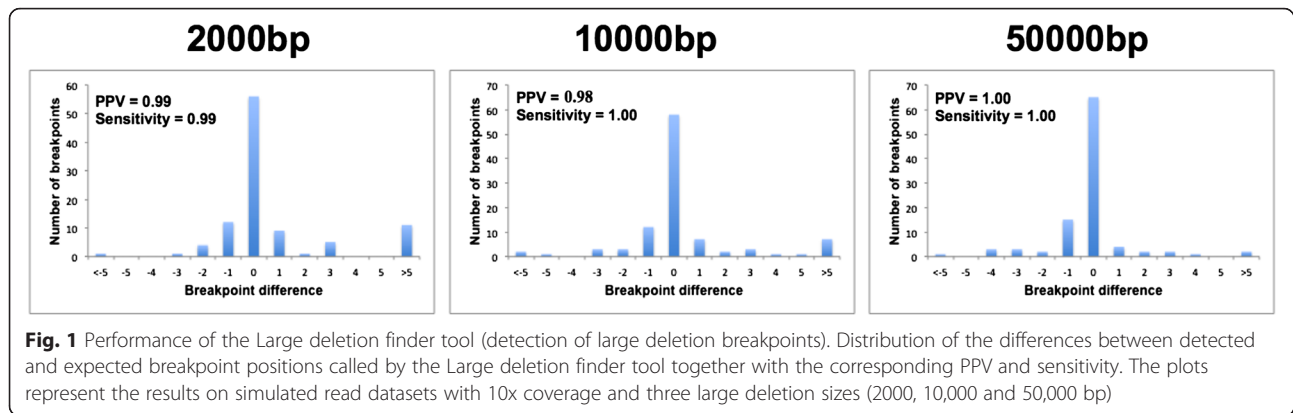 2000bp
10000bp
50000bp
60
50
40
30
20
10
0
Number of breakpoints
PPV = 0.99
Sensitivity = 0.99
<-5 -5 -4 -3 -2 -1 0 1 2 3 4 5 >5
Breakpoint difference
70
60
50
40
30
20
10
0
Number of breakpoints
PPV = 0.98
Sensitivity = 1.00
<-5 -5 -4 -3 -2 -1 0 1 2 3 4 5 >5
Breakpoint difference
70
60
50
40
30
20
10
0
Number of breakpoints
PPV = 1.00
Sensitivity = 1.00
<-5 -5 -4 -3 -2 -1 0 1 2 3 4 5 >5
Breakpoint difference
Fig. 1 Performance of the Large deletion finder tool (detection of large deletion breakpoints). Distribution of the differences between detected
and expected breakpoint positions called by the Large deletion finder tool together with the corresponding PPV and sensitivity. The plots
represent the results on simulated read datasets with 10x coverage and three large deletion sizes (2000, 10,000 and 50,000 bp)